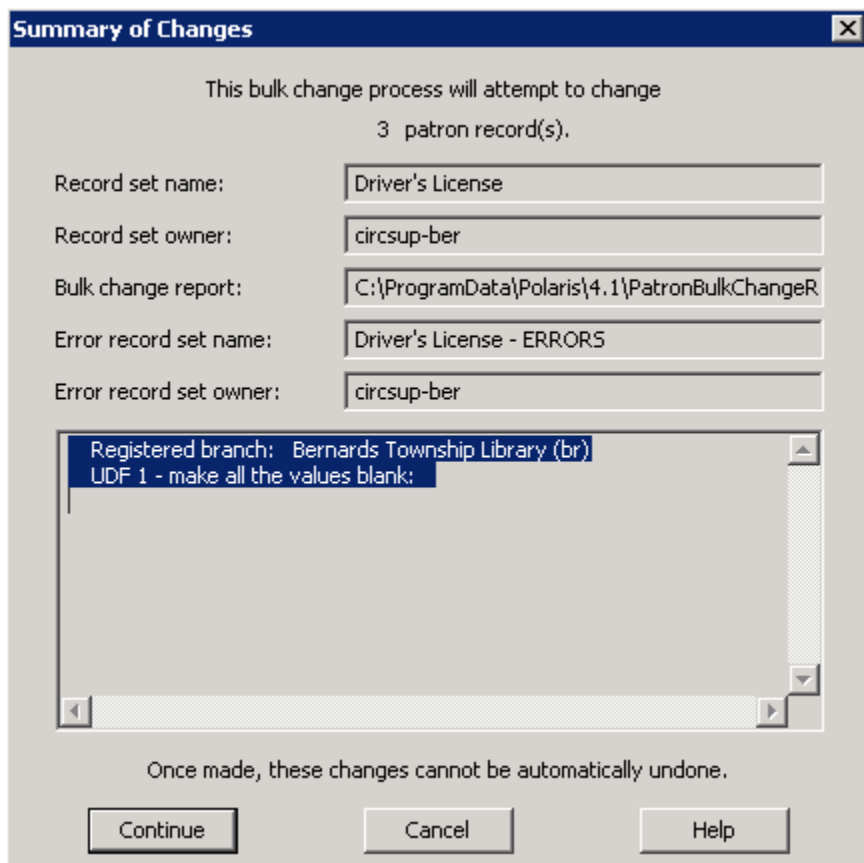 Summary of Changes
This bulk change process will attempt to change
3 patron record(s).
Record set name: Driver's License
Record set owner: circsup-ber
Bulk change report: C:\ProgramData\Polaris\4.1\PatronBulkChangeR
Error record set name: Driver's License - ERRORS
Error record set owner: circsup-ber
Registered branch: Bernards Township Library (br)
UDF 1 - make all the values blank:
Once made, these changes cannot be automatically undone.
Continue Cancel Help